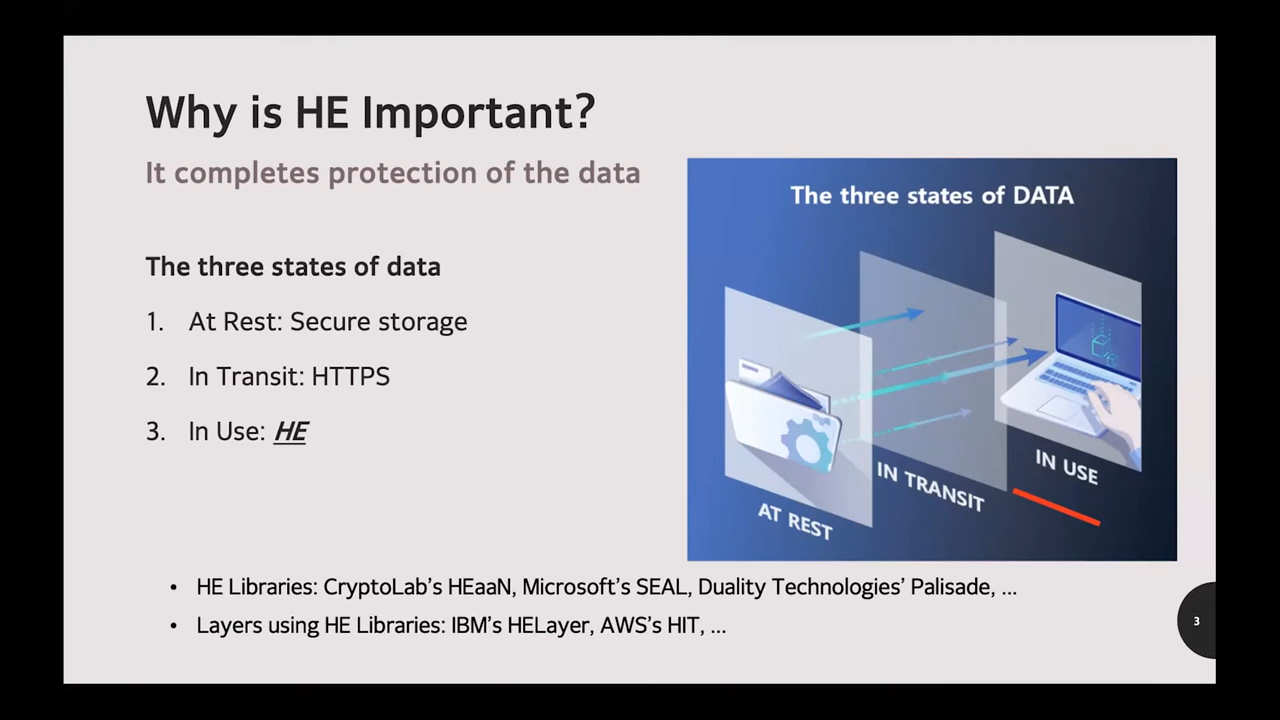 Why is HE Important?
It completes protection of the data
The three states of data
1. At Rest: Secure storage
2. In Transit: HTTPS
3. In Use: HE
The three states of DATA
AT REST
IN TRANSIT
IN USE
• HE Libraries: CryptoLab's HEaaN, Microsoft's SEAL, Duality Technologies' Palisade, ...
• Layers using HE Libraries: IBM's HELayer, AWS's HIT, ...
3